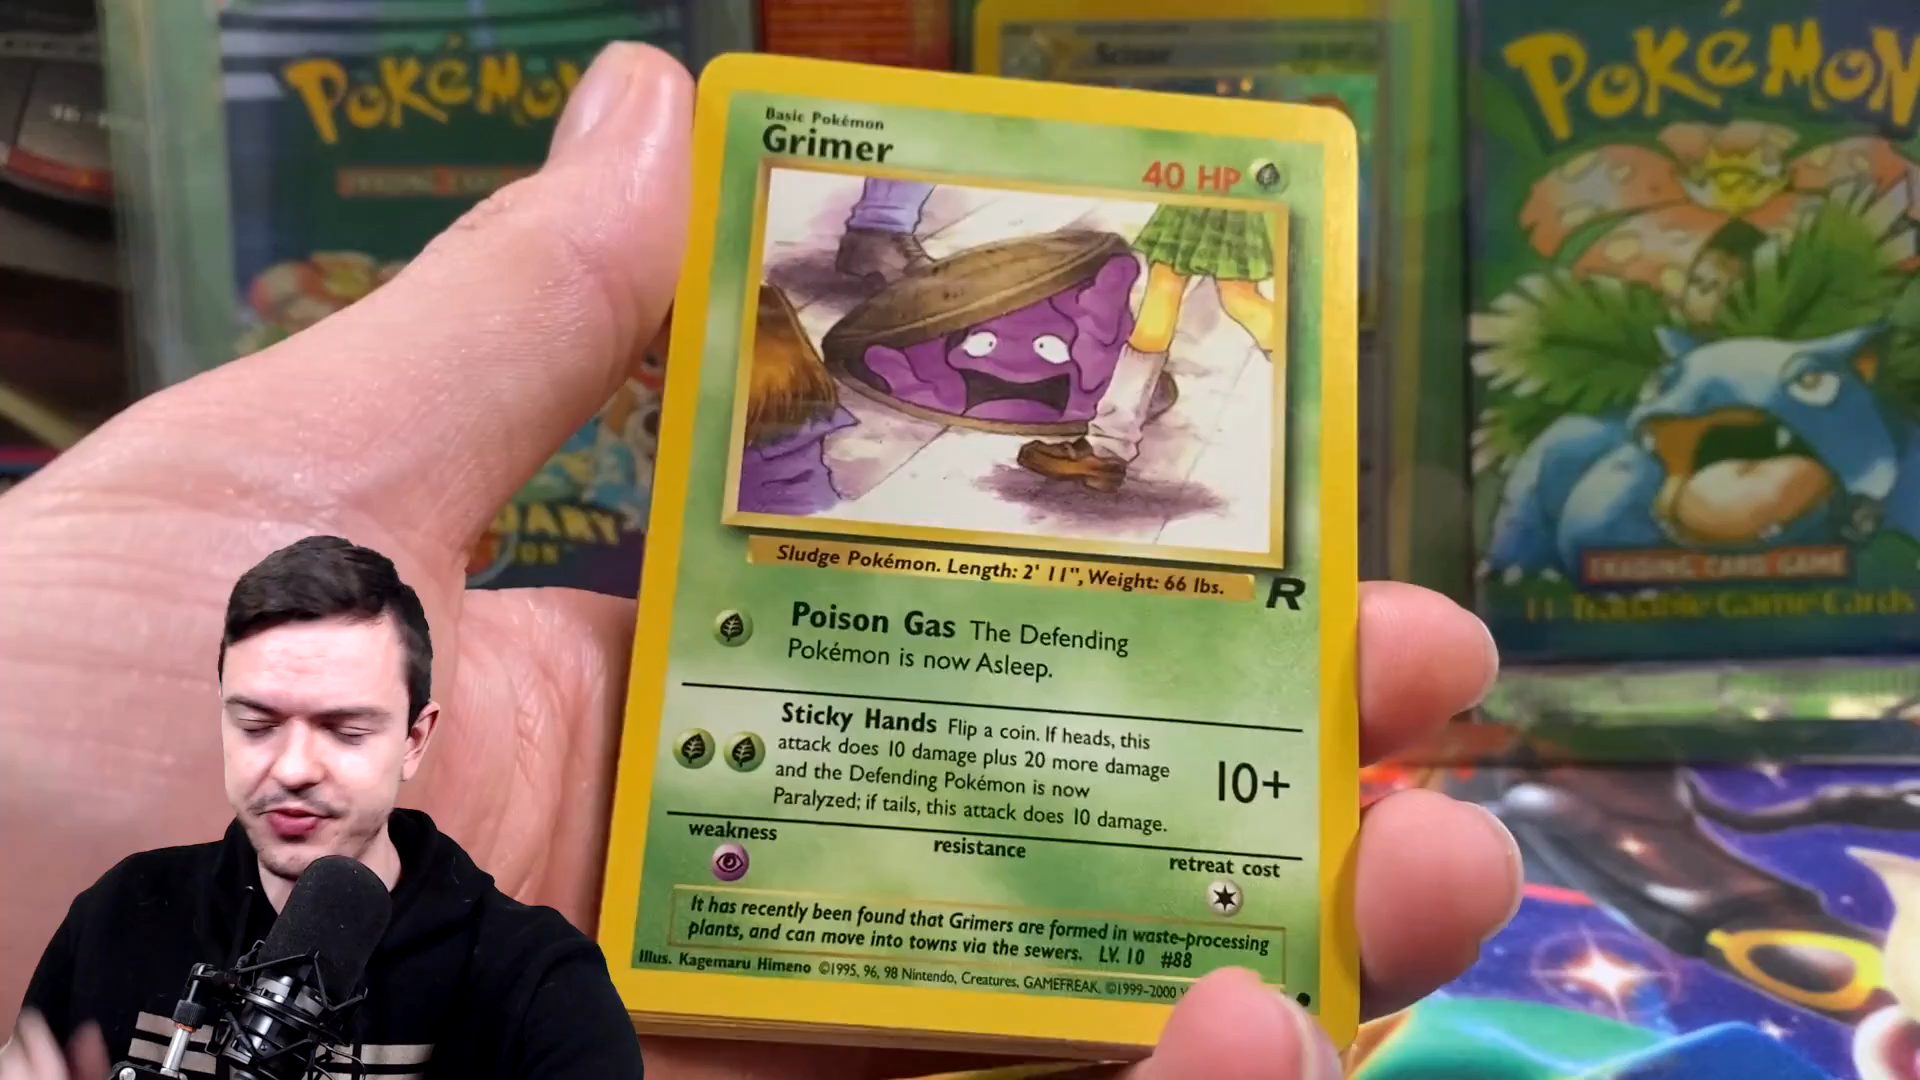 POKéMON
Scizor
POKéMON
Basic Pokémon
Grimer
40 HP
Sludge Pokémon. Length: 2' 11", Weight: 66 lbs.
R
Poison Gas The Defending
Pokémon is now Asleep.
Sticky Hands Flip a coin. If heads, this
attack does 10 damage plus 20 more damage
and the Defending Pokémon is now
Paralyzed; if tails, this attack does 10 damage.
10+
weakness
resistance
retreat cost
It has recently been found that Grimers are formed in waste-processing
plants, and can move into towns via the sewers. LV. 10 #88
Illus. Kagemaru Himeno ©1995, 96, 98 Nintendo, Creatures, GAMEFREAK. ©1999-2000
TRADING CARD GAME
11 Tradable Game Cards